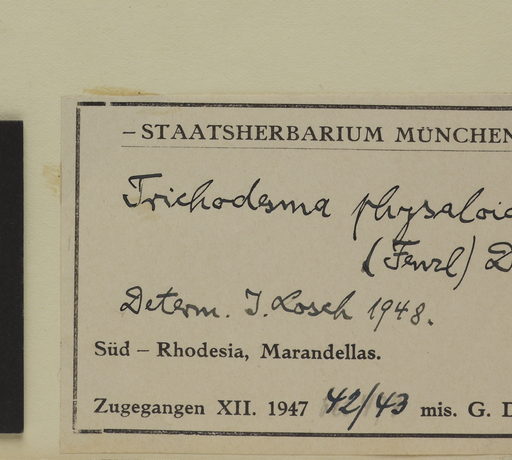 – STAATSHERBARIUM MÜNCHEN
Trichodesma physaloid
(Fenzl) D
Determ. I. Losch 1948.
Süd – Rhodesia, Marandellas.
Zugegangen XII. 1947 42/43 mis. G. D